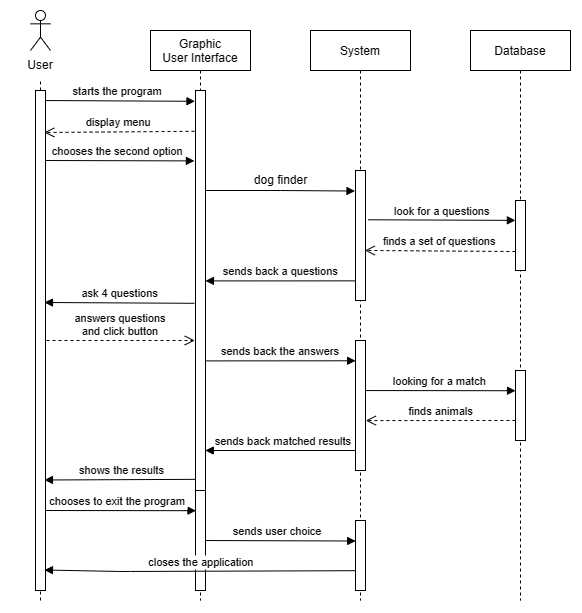 User
Graphic
User Interface
System
Database
starts the program
display menu
chooses the second option
dog finder
look for a questions
finds a set of questions
sends back a questions
ask 4 questions
answers questions
and click button
sends back the answers
looking for a match
finds animals
sends back matched results
shows the results
chooses to exit the program
sends user choice
closes the application